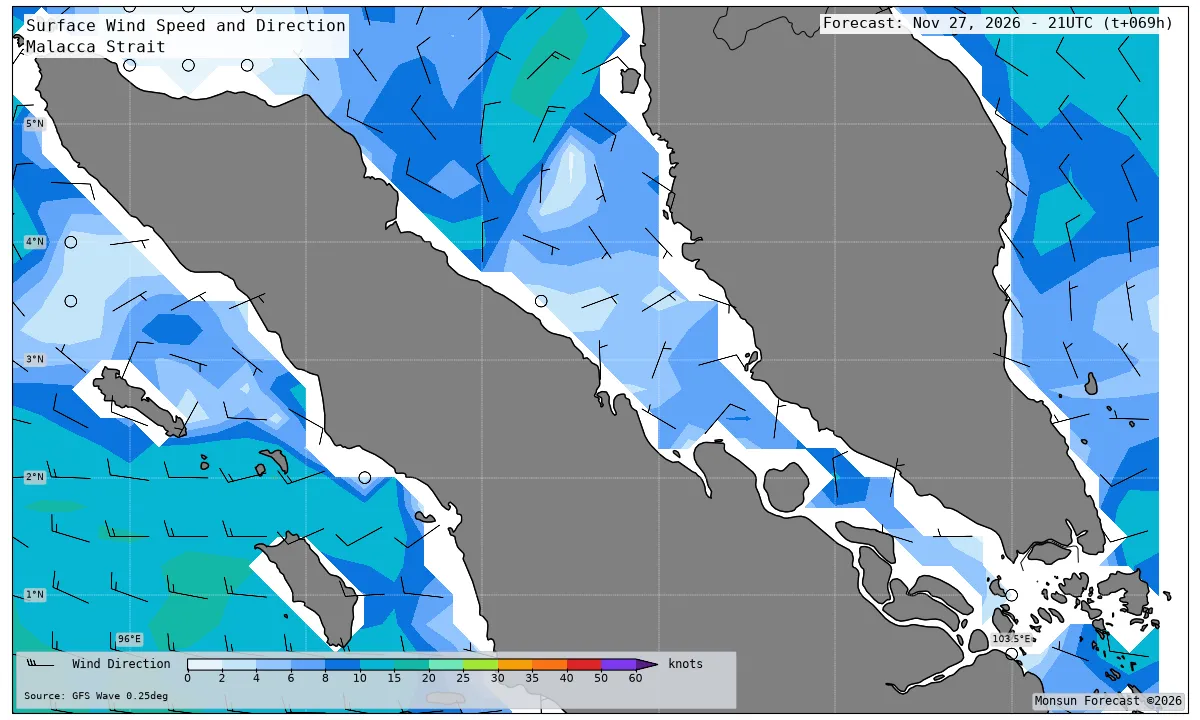 Surface Wind Speed and Direction
Malacca Strait
Forecast: Nov 27, 2026 - 21UTC (t+069h)
5°N
4°N
3°N
2°N
1°N
96°E
103.5°E
Wind Direction
knots
0 2 4 6 8 10 15 20 25 30 35 40 50 60
Source: GFS Wave 0.25deg
Monsun Forecast ©2026